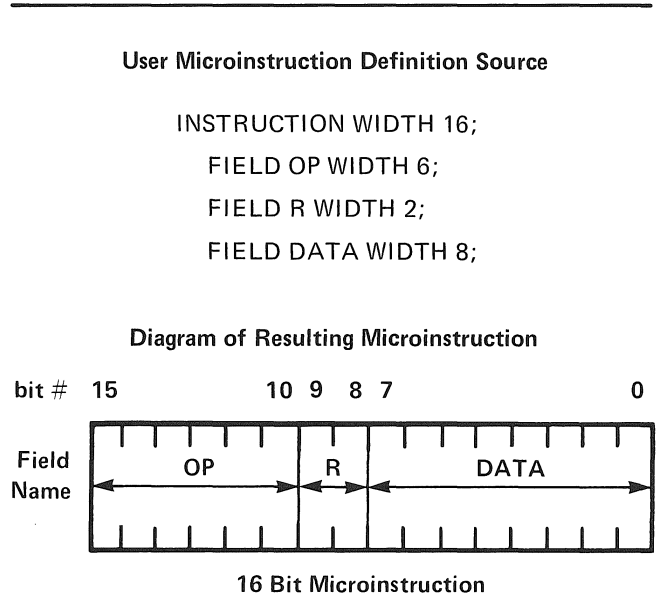 User Microinstruction Definition Source
INSTRUCTION WIDTH 16;
FIELD OP WIDTH 6;
FIELD R WIDTH 2;
FIELD DATA WIDTH 8;
Diagram of Resulting Microinstruction
bit # 15 10 9 8 7 0
Field Name OP R DATA
16 Bit Microinstruction